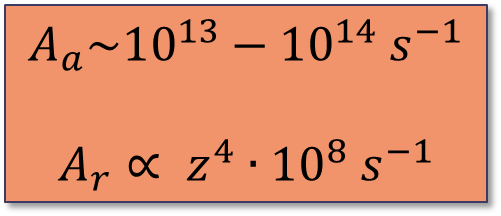 A_a~10^13 − 10^14 s^−1
A_r ∝ z^4 · 10^8 s^−1